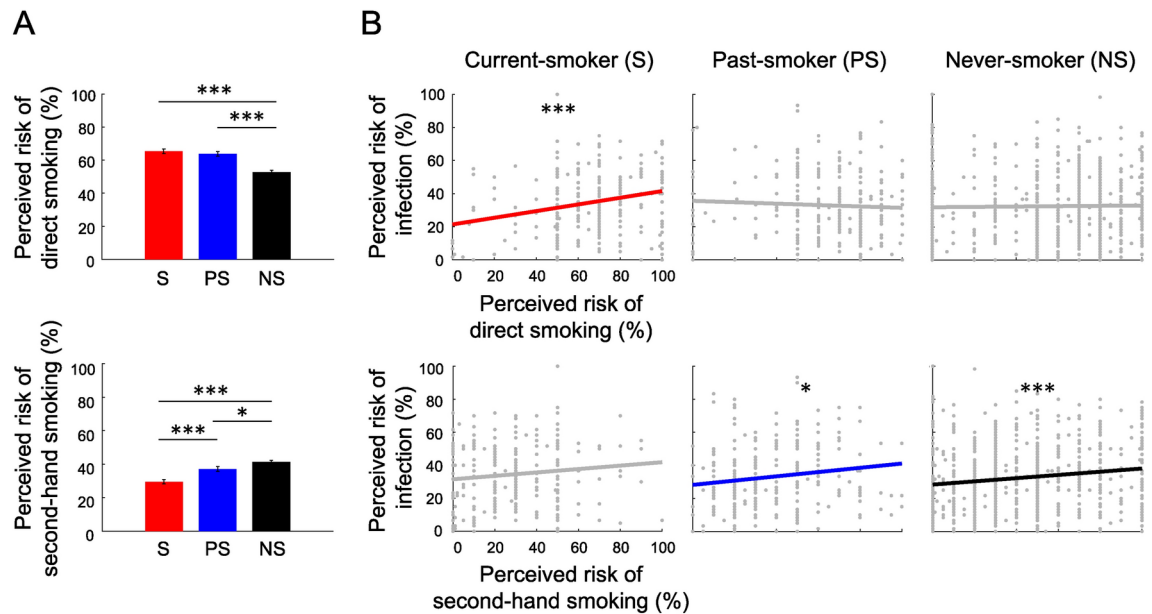 A
Perceived risk of
direct smoking (%)
100
80
60
40
20
0
***
***
S PS NS
Perceived risk of
second-hand smoking (%)
100
80
60
40
20
0
***
***
*
S PS NS
B
Current-smoker (S) Past-smoker (PS) Never-smoker (NS)
Perceived risk of
infection (%)
100
80
60
40
20
0
***
0 20 40 60 80 100
Perceived risk of
direct smoking (%)
Perceived risk of
infection (%)
100
80
60
40
20
0
* ***
0 20 40 60 80 100
Perceived risk of
second-hand smoking (%)